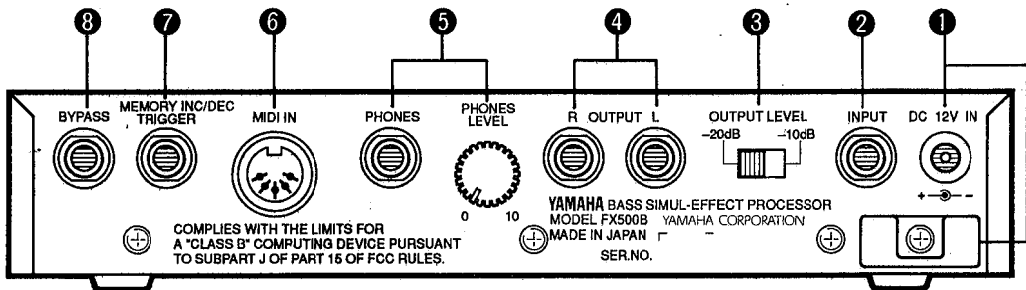 8 7 6 5 4 3 2 1
BYPASS
MEMORY INC/DEC
TRIGGER
MIDI IN
PHONES
PHONES
LEVEL
0 10
R OUTPUT L
OUTPUT LEVEL
−20dB −10dB
INPUT
DC 12V IN
+ −
YAMAHA BASS SIMUL-EFFECT PROCESSOR
MODEL FX500B YAMAHA CORPORATION
MADE IN JAPAN
SER.NO.
COMPLIES WITH THE LIMITS FOR
A "CLASS B" COMPUTING DEVICE PURSUANT
TO SUBPART J OF PART 15 OF FCC RULES.